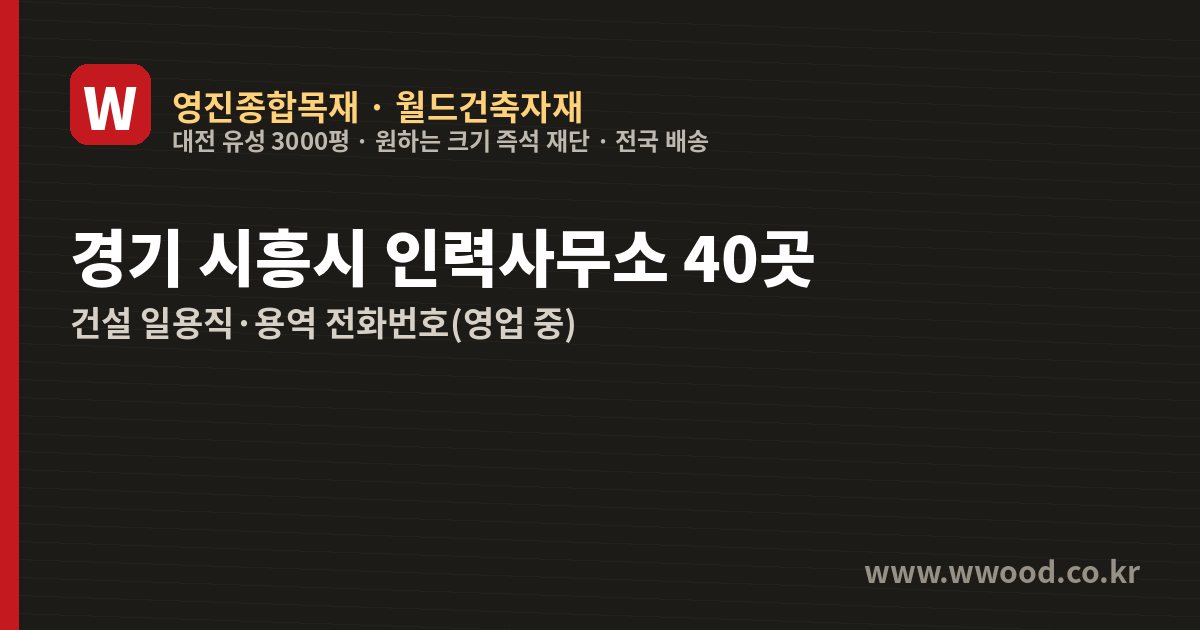 W
영진종합목재 · 월드건축자재
대전 유성 3000평 · 원하는 크기 즉석 재단 · 전국 배송
경기 시흥시 인력사무소 40곳
건설 일용직·용역 전화번호(영업 중)
www.wwood.co.kr